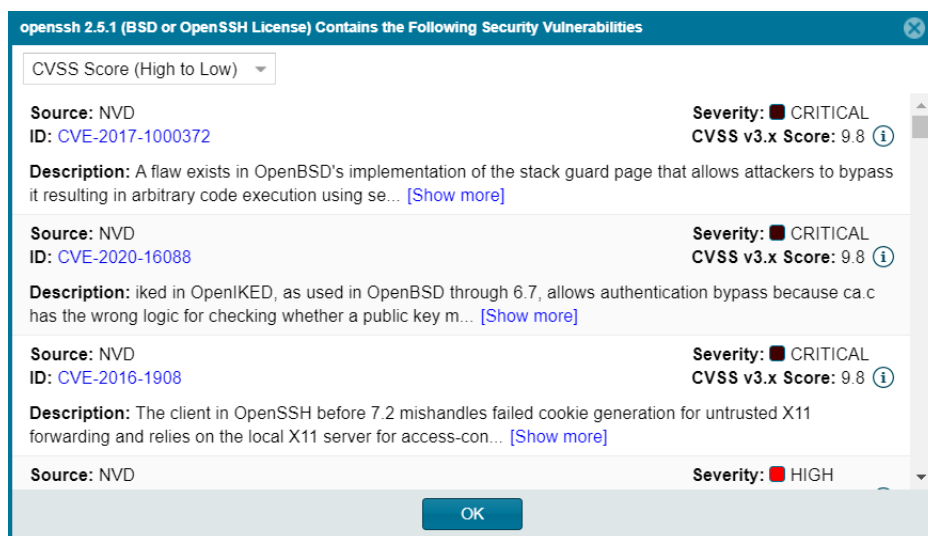 openssh 2.5.1 (BSD or OpenSSH License) Contains the Following Security Vulnerabilities
CVSS Score (High to Low)
Source: NVD
Severity: CRITICAL
ID: CVE-2017-1000372
CVSS v3.x Score: 9.8
Description: A flaw exists in OpenBSD's implementation of the stack guard page that allows attackers to bypass
it resulting in arbitrary code execution using se... [Show more]
Source: NVD
Severity: CRITICAL
ID: CVE-2020-16088
CVSS v3.x Score: 9.8
Description: iked in OpenIKED, as used in OpenBSD through 6.7, allows authentication bypass because ca.c
has the wrong logic for checking whether a public key m... [Show more]
Source: NVD
Severity: CRITICAL
ID: CVE-2016-1908
CVSS v3.x Score: 9.8
Description: The client in OpenSSH before 7.2 mishandles failed cookie generation for untrusted X11
forwarding and relies on the local X11 server for access-con... [Show more]
Source: NVD
Severity: HIGH
OK